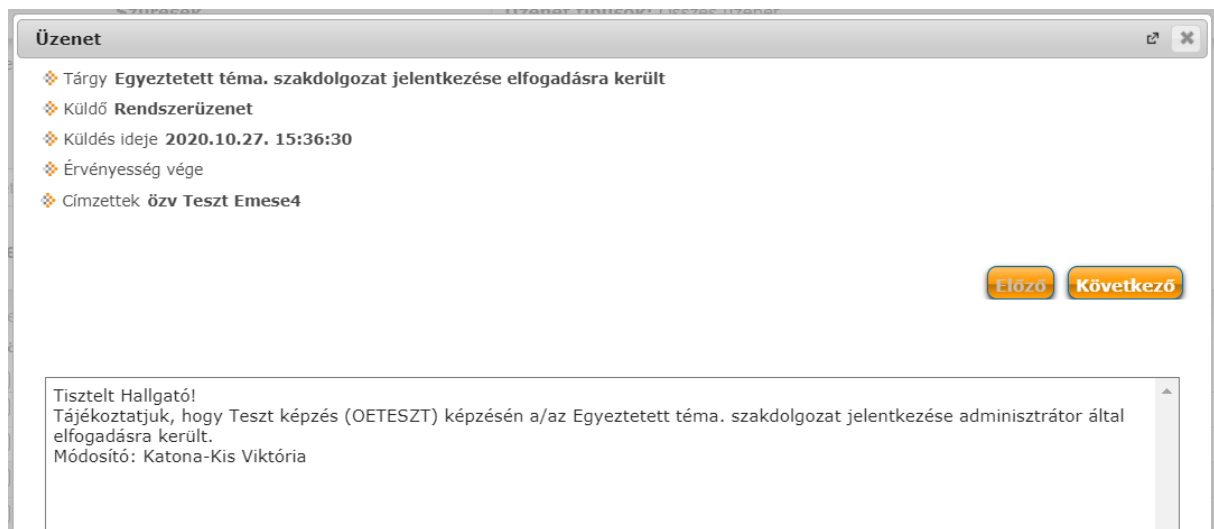 Üzenet
Tárgy Egyeztetett téma. szakdolgozat jelentkezése elfogadásra került
Küldő Rendszerüzenet
Küldés ideje 2020.10.27. 15:36:30
Érvényesség vége
Címzettek özv Teszt Emese4
Előző Következő
Tisztelt Hallgató!
Tájékoztatjuk, hogy Teszt képzés (OETESZT) képzésén a/az Egyeztetett téma. szakdolgozat jelentkezése adminisztrátor által
elfogadásra került.
Módosító: Katona-Kis Viktória